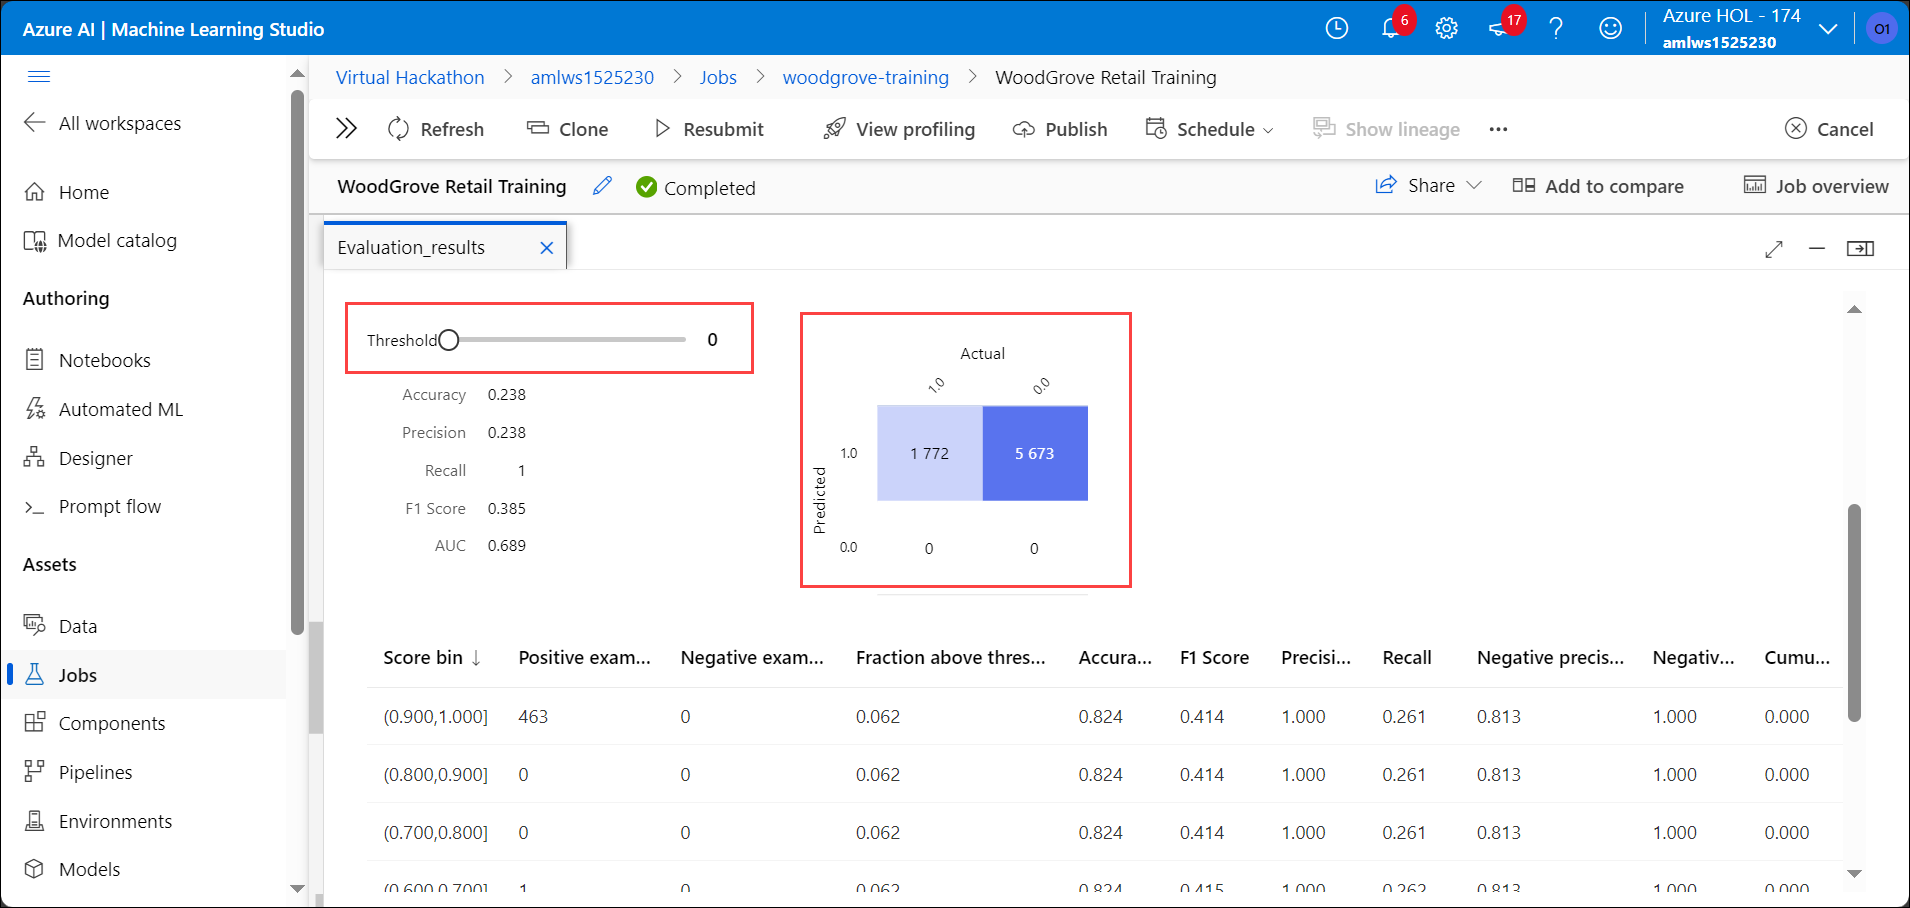 Azure AI | Machine Learning Studio
6
17
Azure HOL - 174
amlws1525230
O1
Virtual Hackathon > amlws1525230 > Jobs > woodgrove-training > WoodGrove Retail Training
All workspaces
Home
Model catalog
Authoring
Notebooks
Automated ML
Designer
Prompt flow
Assets
Data
Jobs
Components
Pipelines
Environments
Models
Refresh Clone Resubmit View profiling Publish Schedule Show lineage ... Cancel
WoodGrove Retail Training Completed Share Add to compare Job overview
Evaluation_results
Threshold 0
Accuracy 0.238
Precision 0.238
Recall 1
F1 Score 0.385
AUC 0.689
Actual
1.0 0.0
Predicted
1.0 1 772 5 673
0.0 0 0
Score bin ↓ Positive exam... Negative exam... Fraction above thres... Accura... F1 Score Precisi... Recall Negative precis... Negativ... Cumu...
(0.900,1.000] 463 0 0.062 0.824 0.414 1.000 0.261 0.813 1.000 0.000
(0.800,0.900] 0 0 0.062 0.824 0.414 1.000 0.261 0.813 1.000 0.000
(0.700,0.800] 0 0 0.062 0.824 0.414 1.000 0.261 0.813 1.000 0.000
(0.600,0.700] 1 0 0.062 0.824 0.415 1.000 0.262 0.813 1.000 0.000